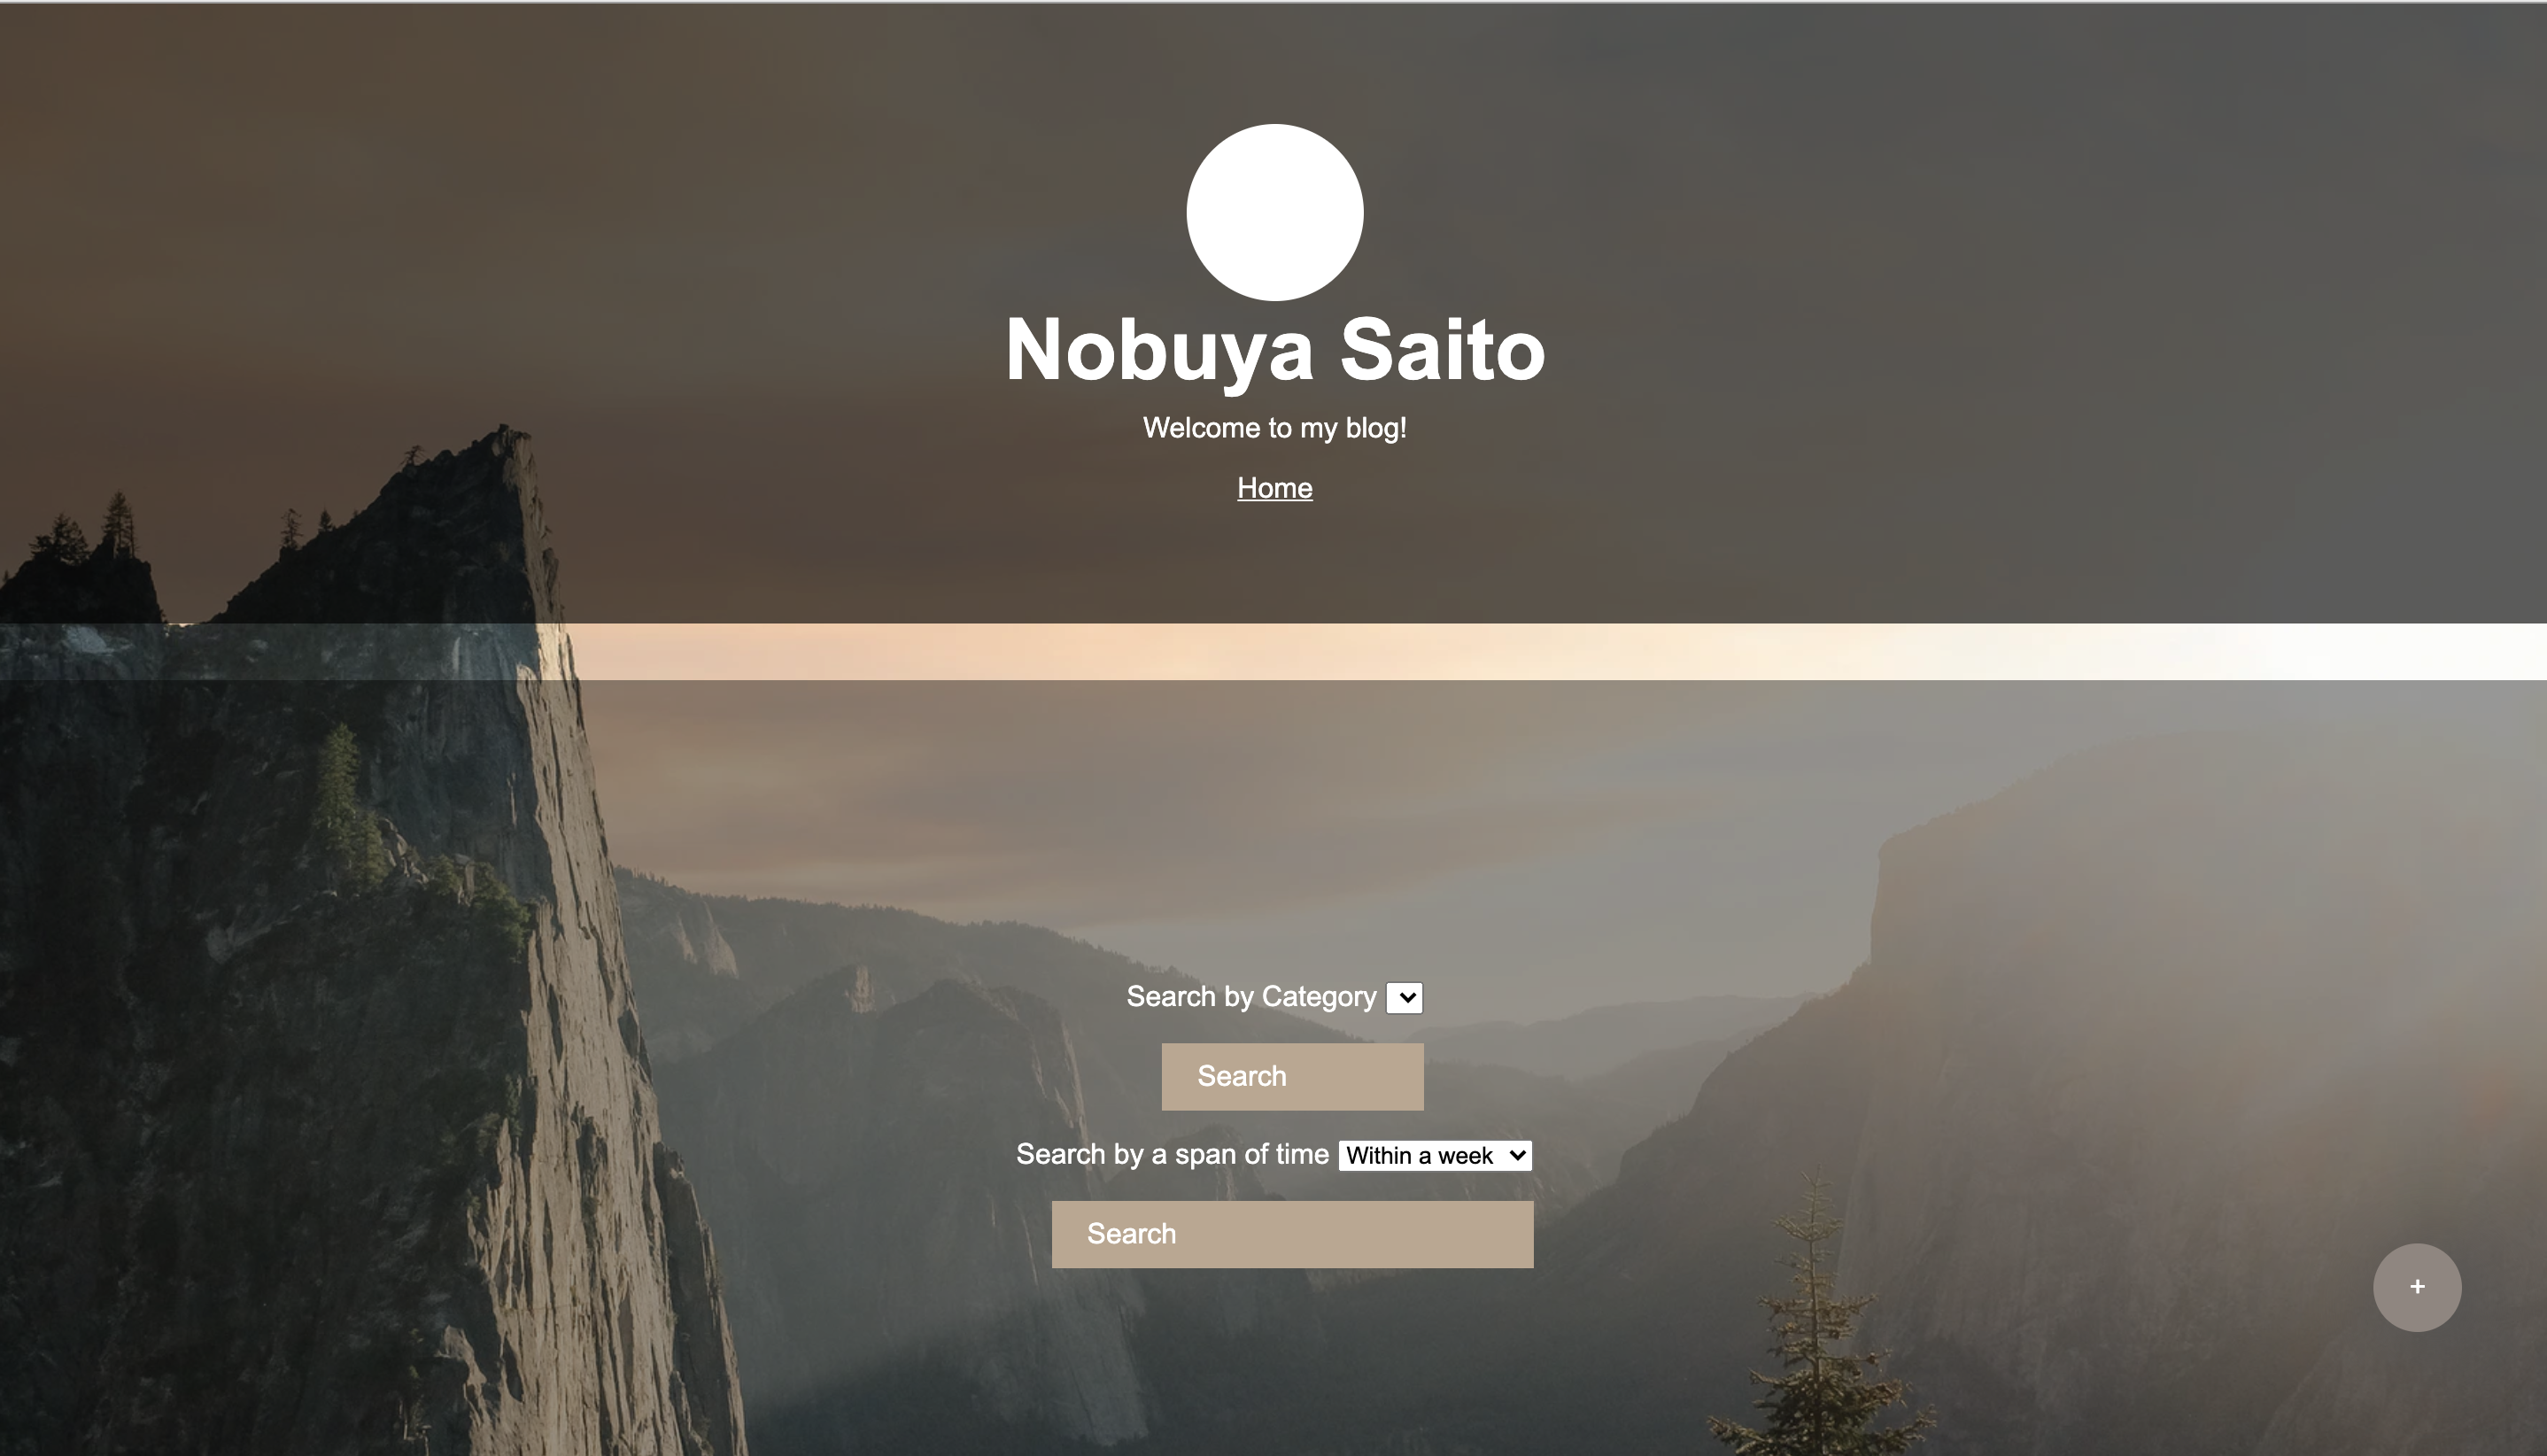 Nobuya Saito
Welcome to my blog!
Home
Search by Category
Search
Search by a span of time Within a week
Search
+